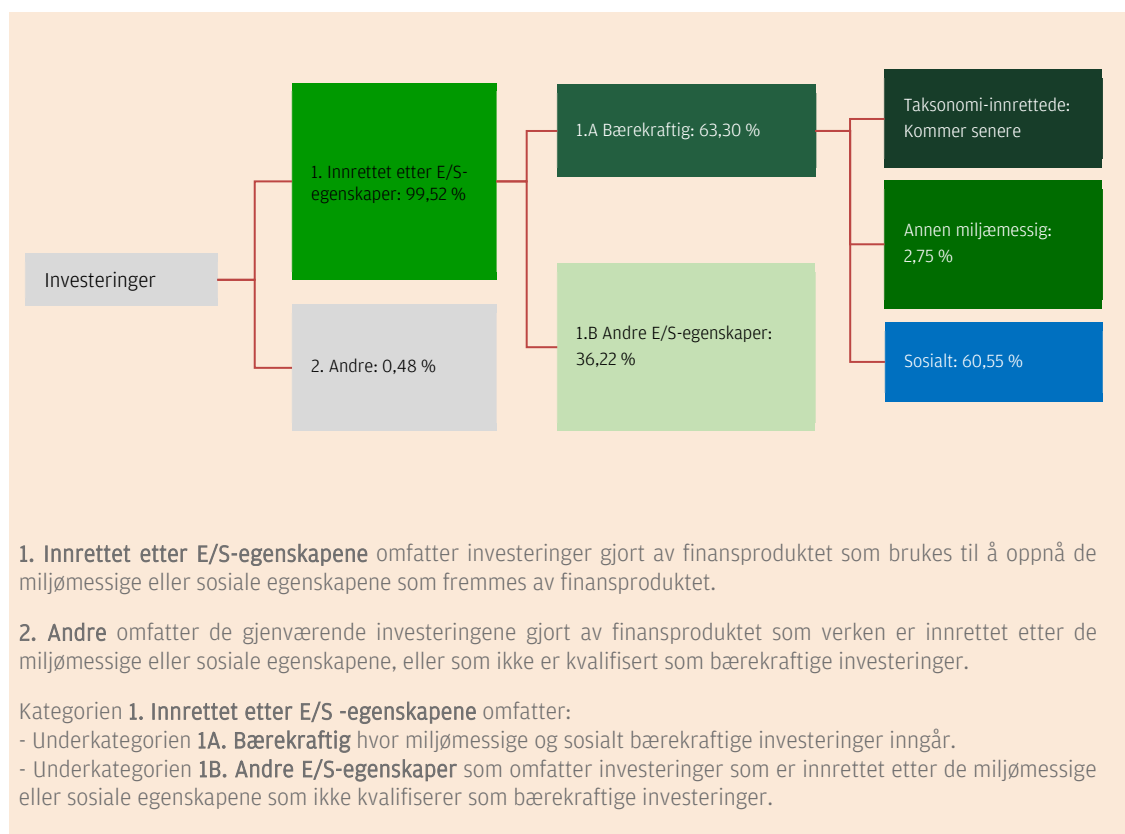 Investeringer
1. Innrettet etter E/S-
egenskaper: 99,52 %
2. Andre: 0,48 %
1.A Bærekraftig: 63,30 %
1.B Andre E/S-egenskaper:
36,22 %
Taksonomi-innrettede:
Kommer senere
Annen miljæmessig:
2,75 %
Sosialt: 60,55 %
1. Innrettet etter E/S-egenskapene omfatter investeringer gjort av finansproduktet som brukes til å oppnå de
miljømessige eller sosiale egenskapene som fremmes av finansproduktet.
2. Andre omfatter de gjenværende investeringene gjort av finansproduktet som verken er innrettet etter de
miljømessige eller sosiale egenskapene, eller som ikke er kvalifisert som bærekraftige investeringer.
Kategorien 1. Innrettet etter E/S -egenskapene omfatter:
- Underkategorien 1A. Bærekraftig hvor miljømessige og sosialt bærekraftige investeringer inngår.
- Underkategorien 1B. Andre E/S-egenskaper som omfatter investeringer som er innrettet etter de miljømessige
eller sosiale egenskapene som ikke kvalifiserer som bærekraftige investeringer.